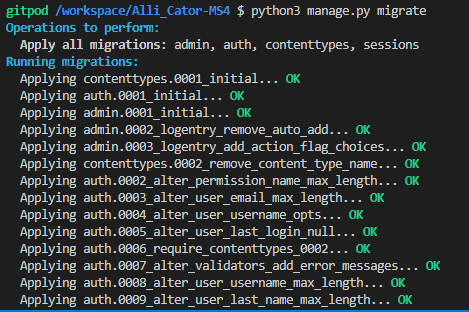 gitpod /workspace/Alli_Cator-MS4 $ python3 manage.py migrate
Operations to perform:
  Apply all migrations: admin, auth, contenttypes, sessions
Running migrations:
  Applying contenttypes.0001_initial... OK
  Applying auth.0001_initial... OK
  Applying admin.0001_initial... OK
  Applying admin.0002_logentry_remove_auto_add... OK
  Applying admin.0003_logentry_add_action_flag_choices... OK
  Applying contenttypes.0002_remove_content_type_name... OK
  Applying auth.0002_alter_permission_name_max_length... OK
  Applying auth.0003_alter_user_email_max_length... OK
  Applying auth.0004_alter_user_username_opts... OK
  Applying auth.0005_alter_user_last_login_null... OK
  Applying auth.0006_require_contenttypes_0002... OK
  Applying auth.0007_alter_validators_add_error_messages... OK
  Applying auth.0008_alter_user_username_max_length... OK
  Applying auth.0009_alter_user_last_name_max_length... OK